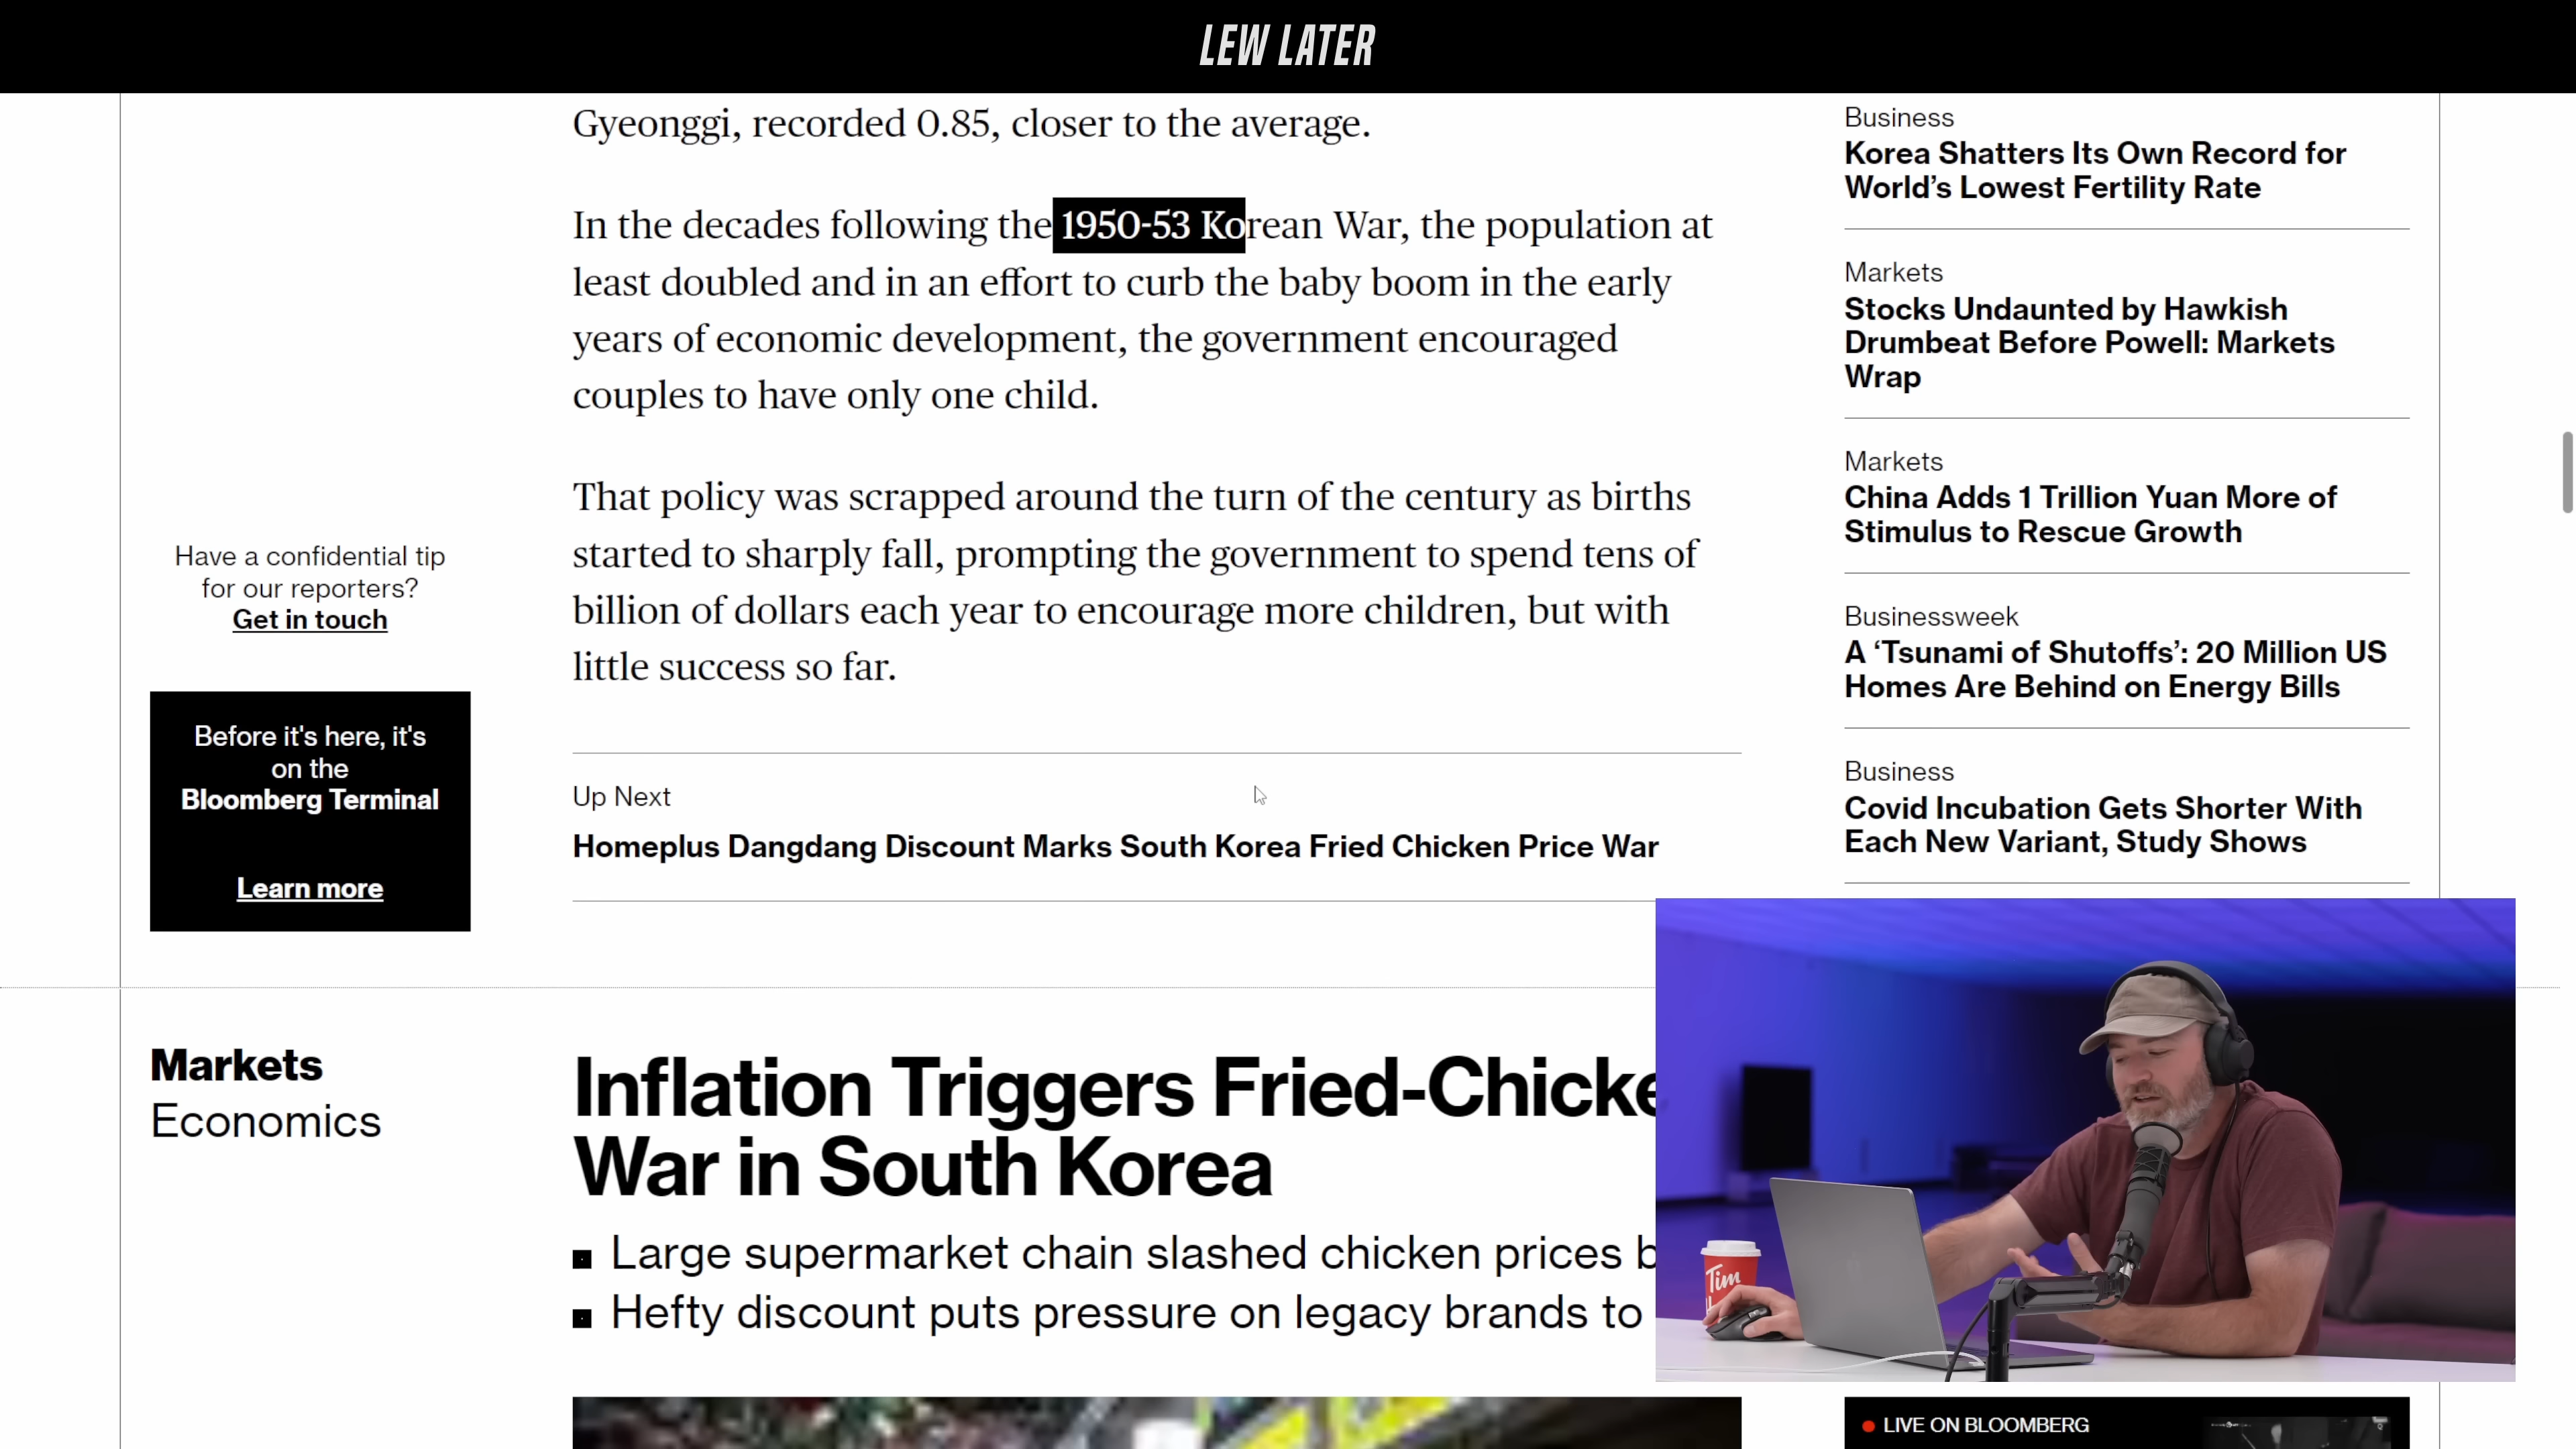 LEW LATER
Gyeonggi, recorded 0.85, closer to the average.
In the decades following the 1950-53 Korean War, the population at
least doubled and in an effort to curb the baby boom in the early
years of economic development, the government encouraged
couples to have only one child.
That policy was scrapped around the turn of the century as births
started to sharply fall, prompting the government to spend tens of
billion of dollars each year to encourage more children, but with
little success so far.
Have a confidential tip
for our reporters?
Get in touch
Before it's here, it's
on the
Bloomberg Terminal
Learn more
Up Next
Homeplus Dangdang Discount Marks South Korea Fried Chicken Price War
Business
Korea Shatters Its Own Record for
World’s Lowest Fertility Rate
Markets
Stocks Undaunted by Hawkish
Drumbeat Before Powell: Markets
Wrap
Markets
China Adds 1 Trillion Yuan More of
Stimulus to Rescue Growth
Businessweek
A ‘Tsunami of Shutoffs’: 20 Million US
Homes Are Behind on Energy Bills
Business
Covid Incubation Gets Shorter With
Each New Variant, Study Shows
Markets
Economics
Inflation Triggers Fried-Chicke
War in South Korea
Large supermarket chain slashed chicken prices b
Hefty discount puts pressure on legacy brands to
Tim
LIVE ON BLOOMBERG